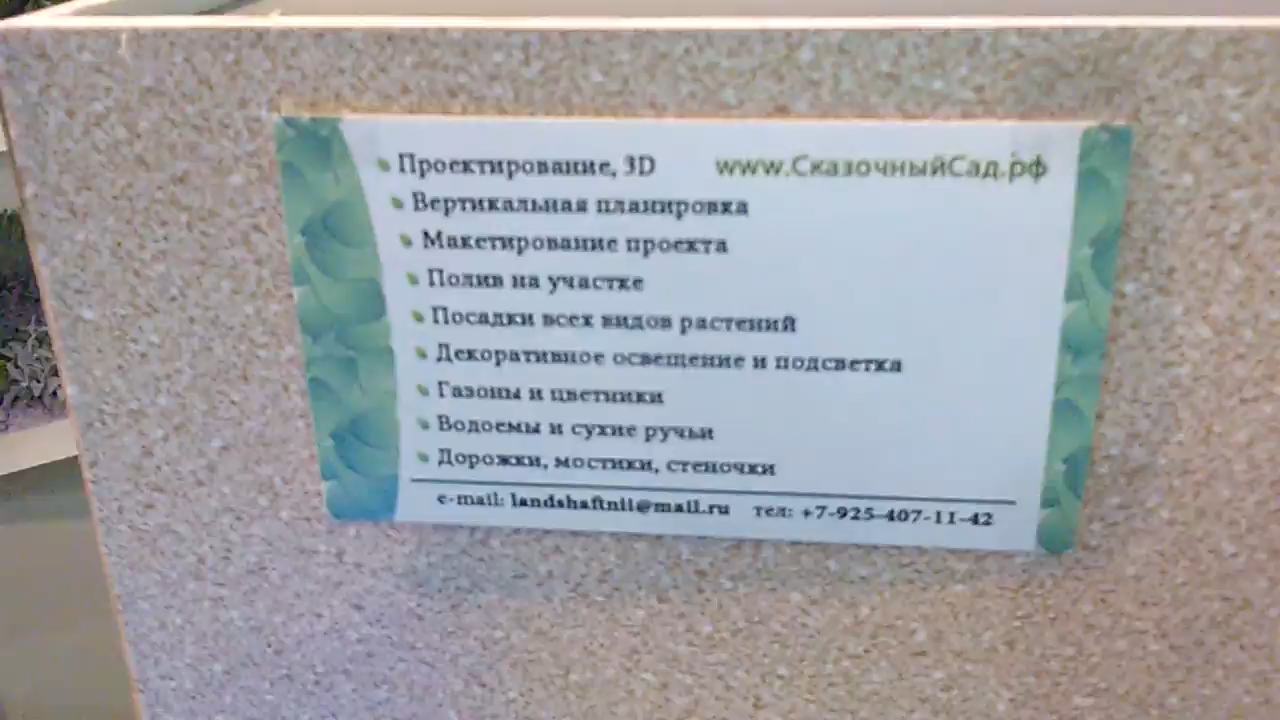 Проектирование, 3D www.СказочныйСад.рф
Вертикальная планировка
Макетирование проекта
Полив на участке
Посадки всех видов растений
Декоративное освещение и подсветка
Газоны и цветники
Водоемы и сухие ручьи
Дорожки, мостики, стеночки
e-mail: landshaftnii@mail.ru тел: +7-925-407-11-42